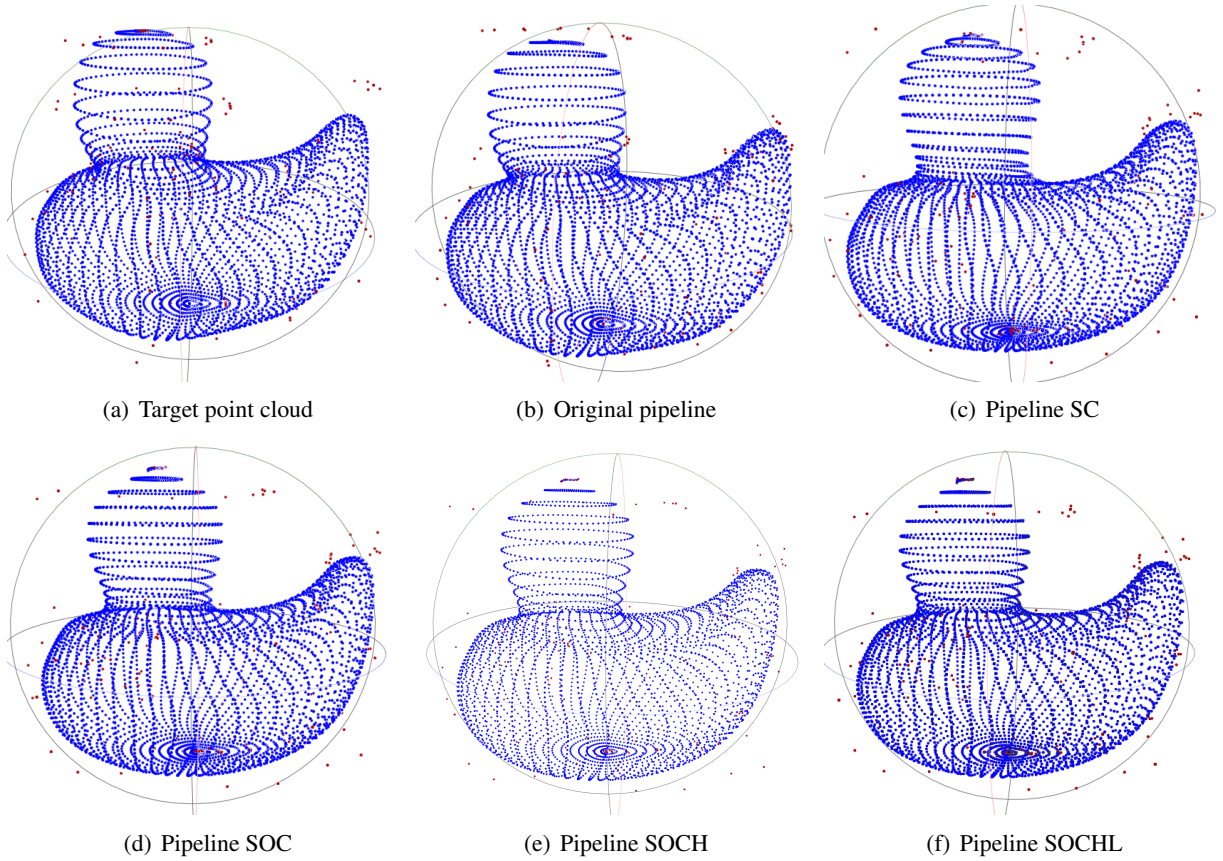 (a) Target point cloud
(b) Original pipeline
(c) Pipeline SC
(d) Pipeline SOC
(e) Pipeline SOCH
(f) Pipeline SOCHL